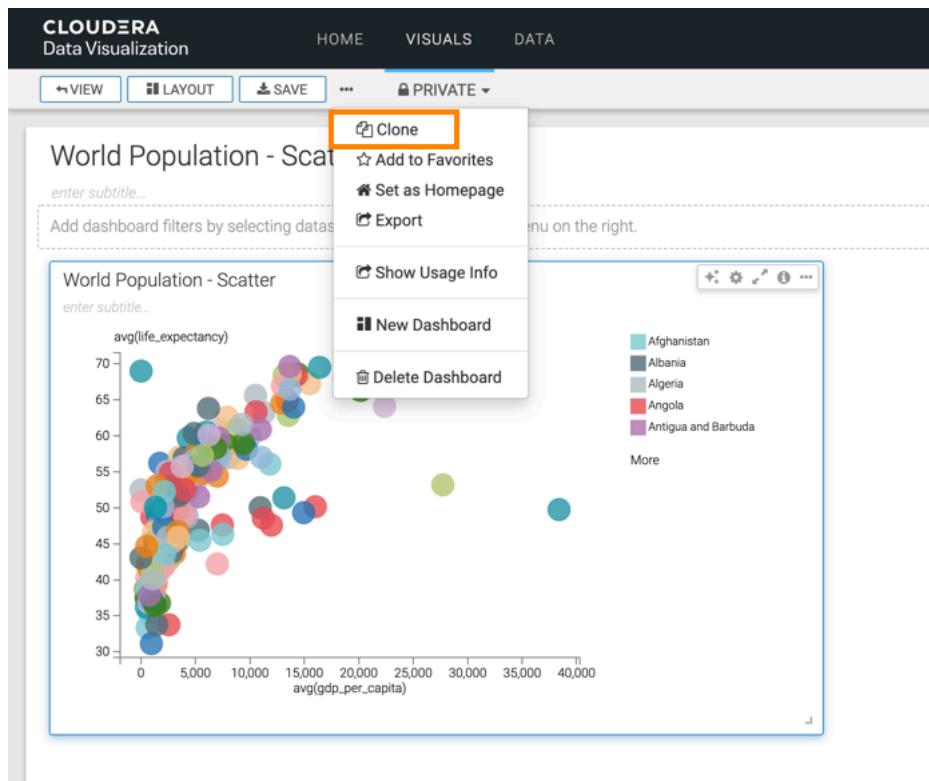 CLOUDERA
Data Visualization
HOME VISUALS DATA
VIEW LAYOUT SAVE ... PRIVATE
Clone
Add to Favorites
Set as Homepage
Export
Show Usage Info
New Dashboard
Delete Dashboard
World Population - Scat
enter subtitle...
Add dashboard filters by selecting datas
nu on the right.
World Population - Scatter
enter subtitle...
avg(life_expectancy)
70
65
60
55
50
45
40
35
30
0 5,000 10,000 15,000 20,000 25,000 30,000 35,000 40,000
avg(gdp_per_capita)
Afghanistan
Albania
Algeria
Angola
Antigua and Barbuda
More